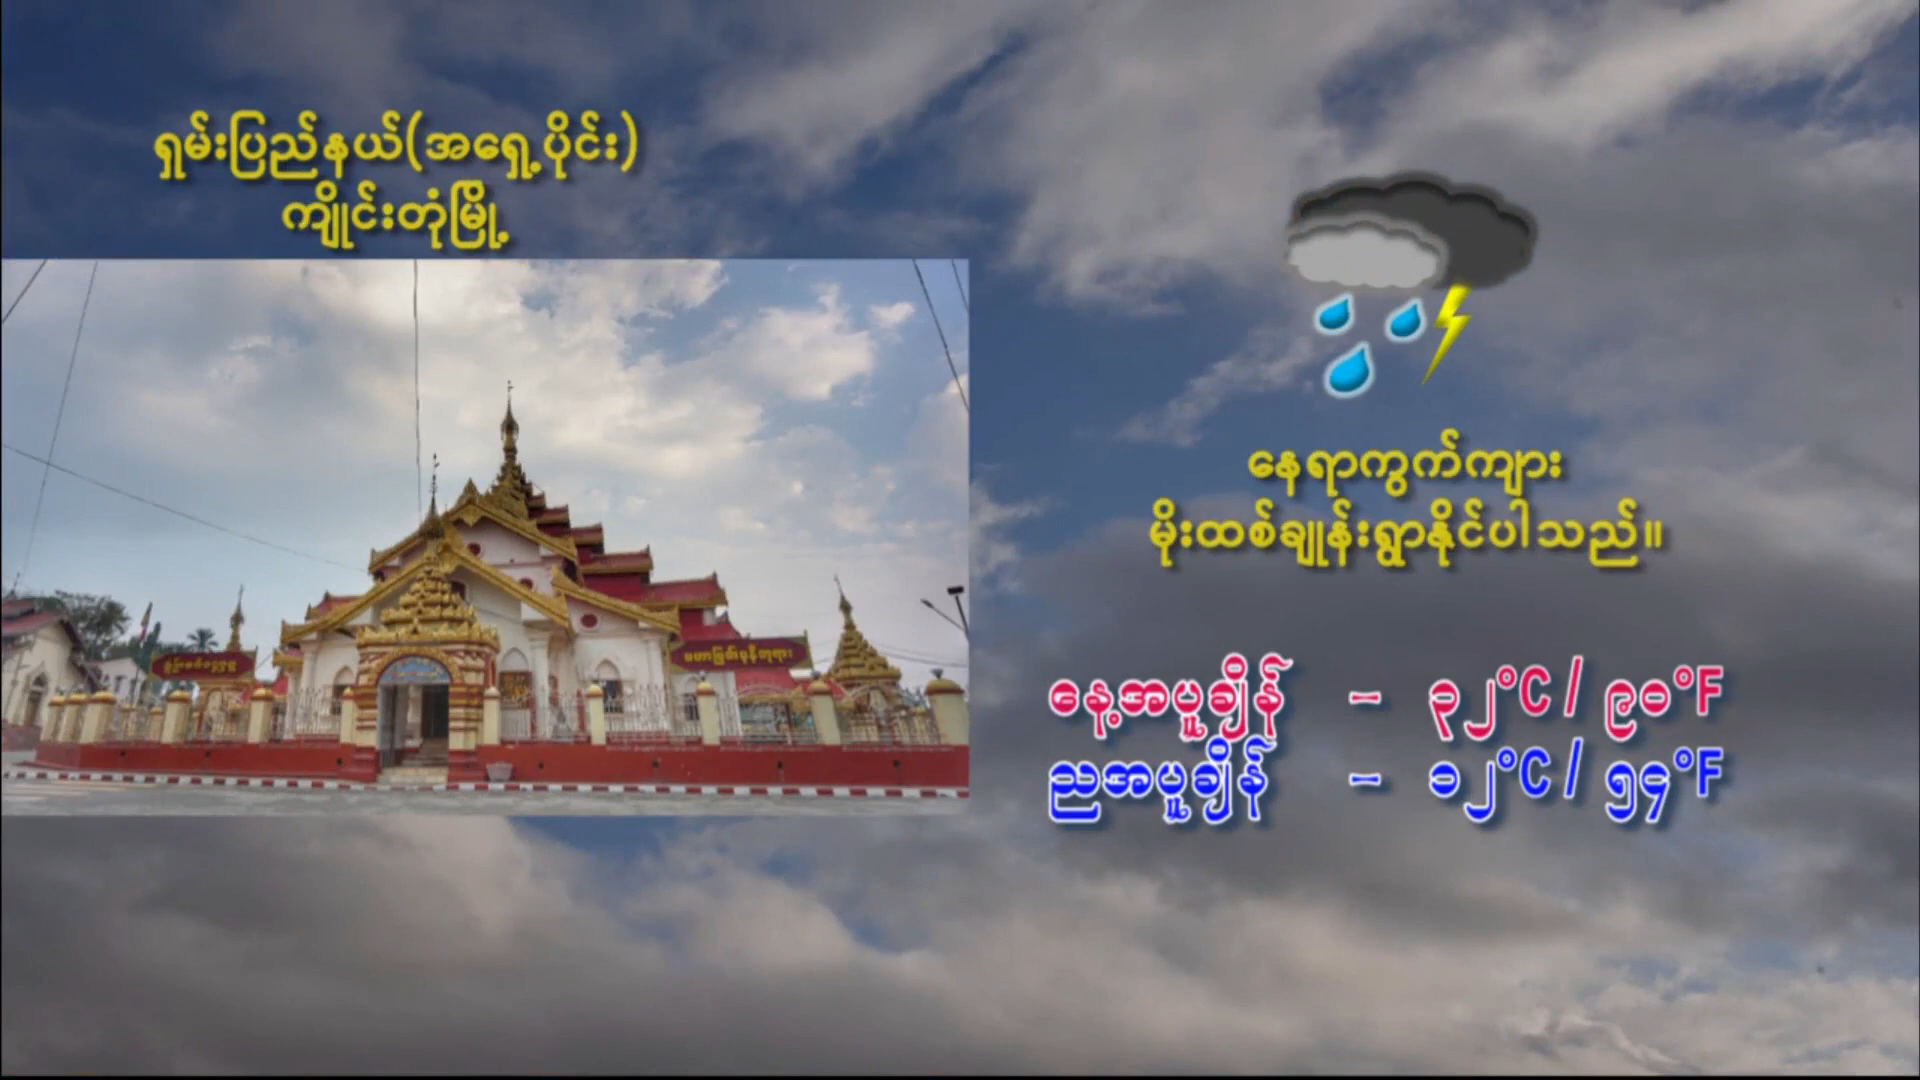 ရှမ်းပြည်နယ်(အရှေ့ပိုင်း)
ကျိုင်းတုံမြို့
နေရာကွက်ကျား
မိုးထစ်ချုန်းရွာနိုင်ပါသည်။
နေ့အပူချိန် - ၃၂°C / ၉၀°F
ညအပူချိန် - ၁၂°C / ၅၄°F